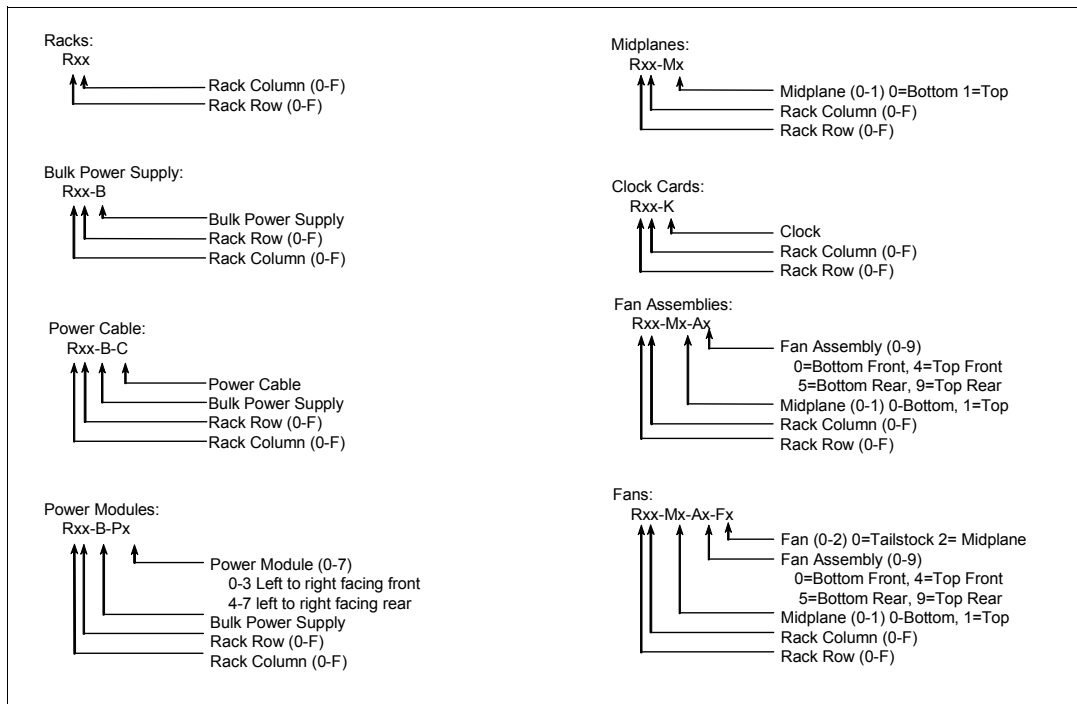 Racks:
Rxx
Rack Column (0-F)
Rack Row (0-F)
Bulk Power Supply:
Rxx-B
Bulk Power Supply
Rack Row (0-F)
Rack Column (0-F)
Power Cable:
Rxx-B-C
Power Cable
Bulk Power Supply
Rack Row (0-F)
Rack Column (0-F)
Power Modules:
Rxx-B-Px
Power Module (0-7)
0-3 Left to right facing front
4-7 left to right facing rear
Bulk Power Supply
Rack Row (0-F)
Rack Column (0-F)
Midplanes:
Rxx-Mx
Midplane (0-1) 0=Bottom 1=Top
Rack Column (0-F)
Rack Row (0-F)
Clock Cards:
Rxx-K
Clock
Rack Column (0-F)
Rack Row (0-F)
Fan Assemblies:
Rxx-Mx-Ax
Fan Assembly (0-9)
0=Bottom Front, 4=Top Front
5=Bottom Rear, 9=Top Rear
Midplane (0-1) 0-Bottom, 1=Top
Rack Column (0-F)
Rack Row (0-F)
Fans:
Rxx-Mx-Ax-Fx
Fan (0-2) 0=Tailstock 2= Midplane
Fan Assembly (0-9)
0=Bottom Front, 4=Top Front
5=Bottom Rear, 9=Top Rear
Midplane (0-1) 0-Bottom, 1=Top
Rack Column (0-F)
Rack Row (0-F)